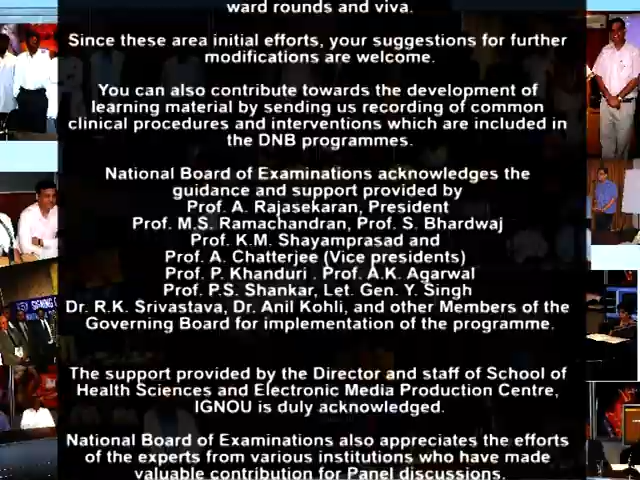 ward rounds and viva.
Since these area initial efforts, your suggestions for further
modifications are welcome.
You can also contribute towards the development of
learning material by sending us recording of common
clinical procedures and interventions which are included in
the DNB programmes.
National Board of Examinations acknowledges the
guidance and support provided by
Prof. A. Rajasekaran, President
Prof. M.S. Ramachandran, Prof. S. Bhardwaj
Prof. K.M. Shayamprasad and
Prof. A. Chatterjee (Vice presidents)
Prof. P. Khanduri . Prof. A.K. Agarwal
Prof. P.S. Shankar, Let. Gen. Y. Singh
Dr. R.K. Srivastava, Dr. Anil Kohli, and other Members of the
Governing Board for implementation of the programme.
The support provided by the Director and staff of School of
Health Sciences and Electronic Media Production Centre,
IGNOU is duly acknowledged.
National Board of Examinations also appreciates the efforts
of the experts from various institutions who have made
valuable contribution for Panel discussions.